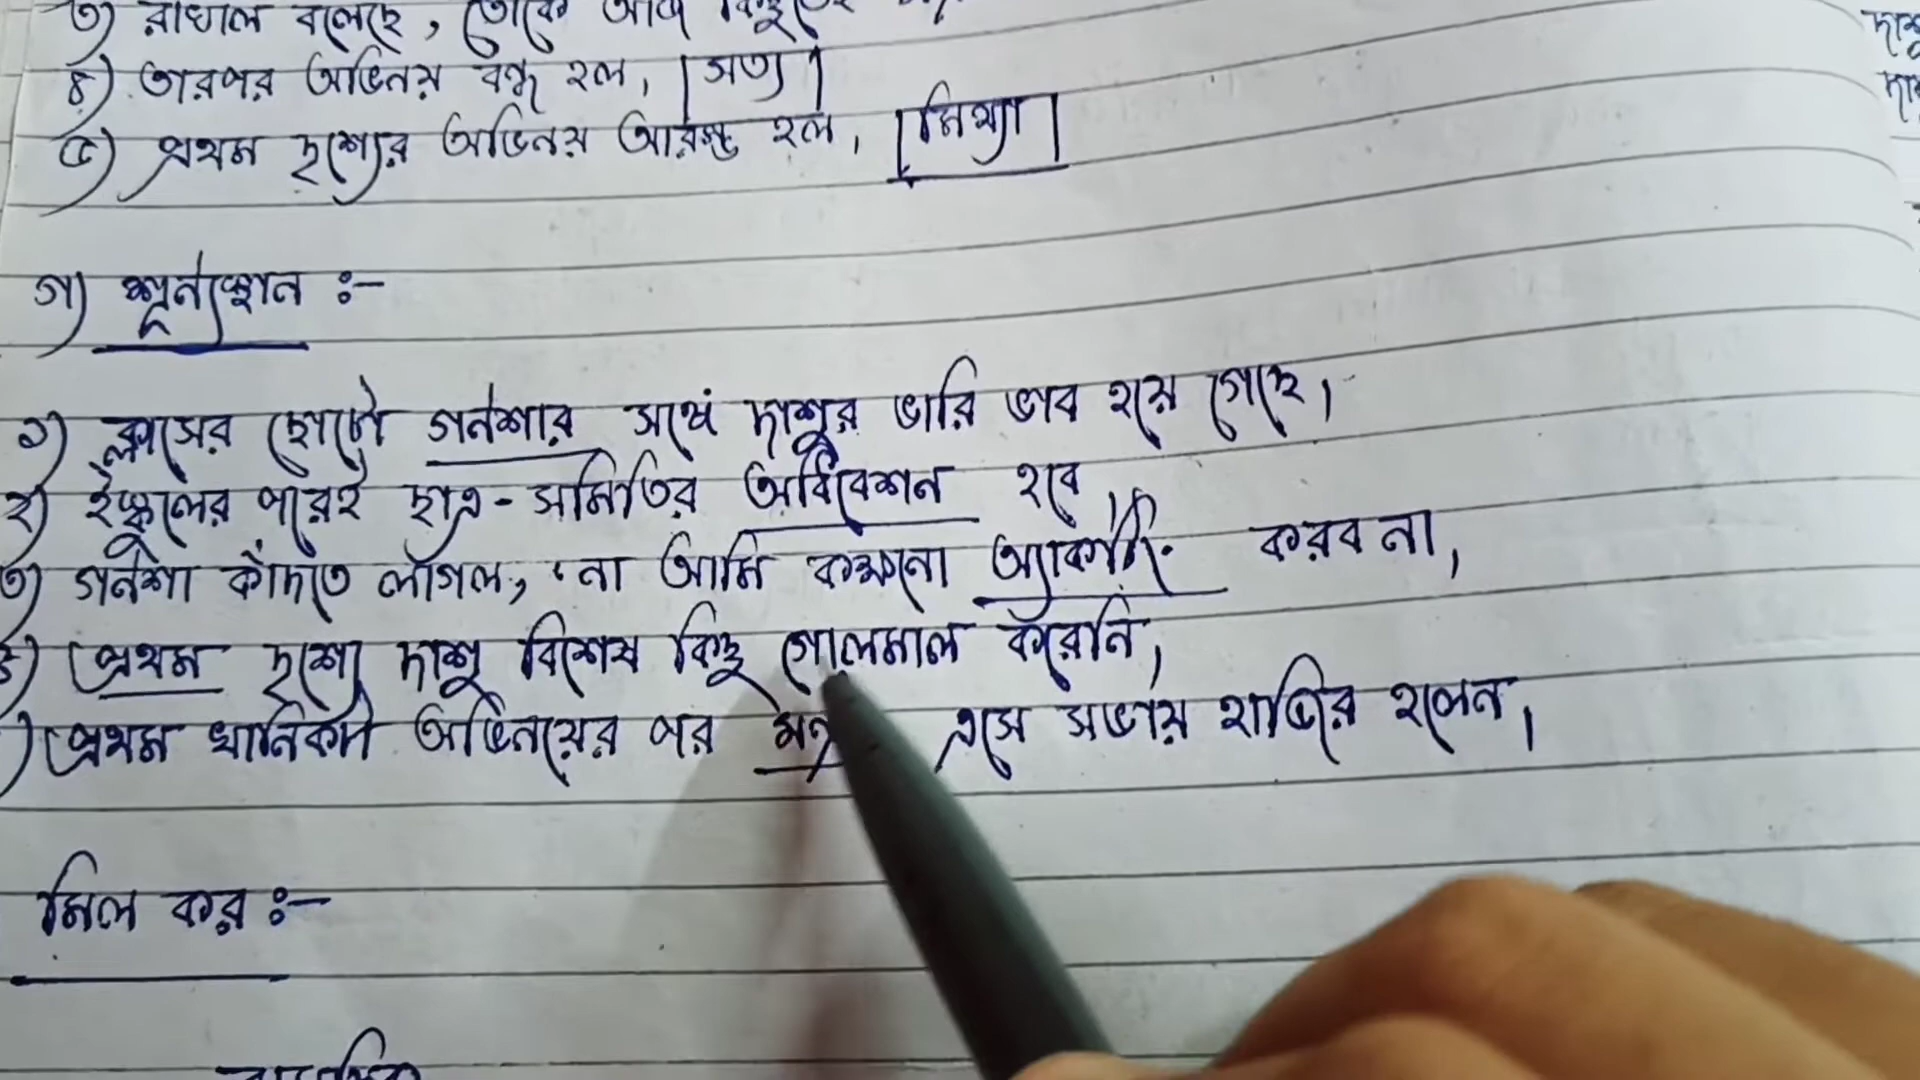 ৩) রাখাল বলেছে, তোকে আজ কিছুতেই
৪) তারপর অভিনয় বন্ধ হল, [সত্য]
৫) প্রথম দৃশ্যের অভিনয় আরম্ভ হল, [মিথ্যা]
গ) শূন্যস্থান :-
১) ক্লাসের ছোটো গনশার সঙ্গে দাশুর ভারি ভাব হয়ে গেছে,
২) ইস্কুলের পরেই ছাত্র-সমিতির অধিবেশন হবে,
৩) গনশা কাঁদতে লাগল, 'না আমি কক্ষনো অ্যাকটিং করব না,
৪) প্রথম দৃশ্যে দাশু বিশেষ কিছু গোলমাল করেনি,
) প্রথম খানিকটা অভিনয়ের পর এসে সভায় হাজির হলেন,
মিল কর :-